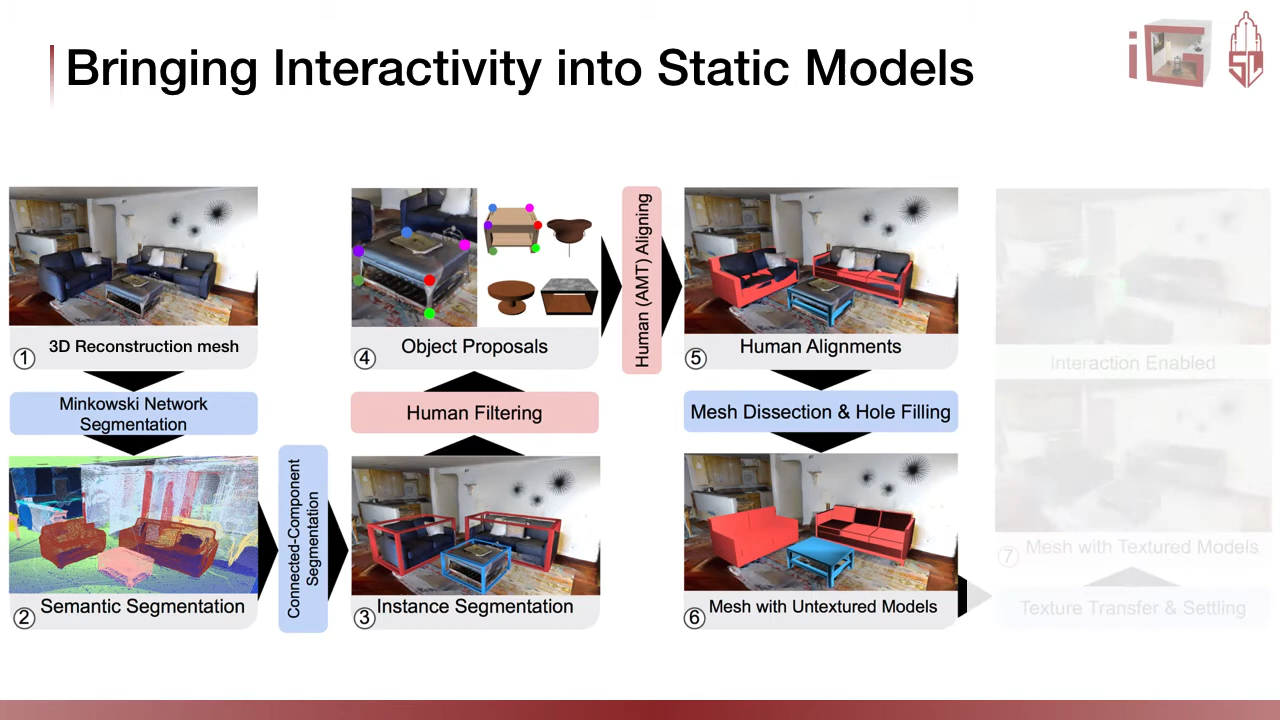 Bringing Interactivity into Static Models
iG
SL
1
3D Reconstruction mesh
Minkowski Network
Segmentation
2
Semantic Segmentation
Connected-Component
Segmentation
3
Instance Segmentation
Human Filtering
4
Object Proposals
Human (AMT) Aligning
5
Human Alignments
Mesh Dissection & Hole Filling
6
Mesh with Untextured Models
Texture Transfer & Settling
7
Mesh with Textured Models
Interaction Enabled